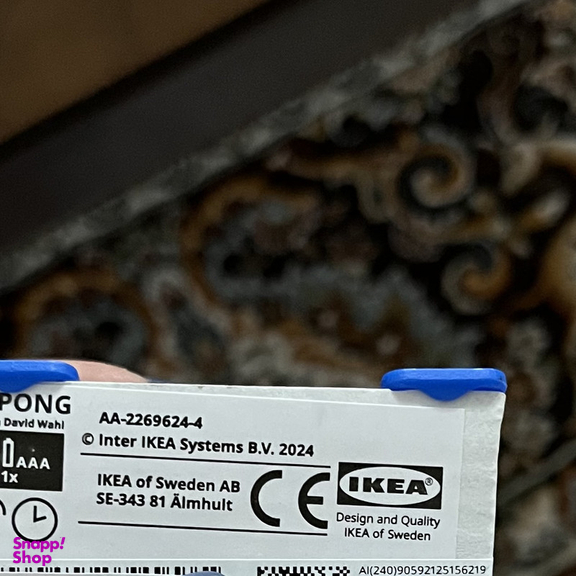 PONG
David Wahl
AAA
1x
AA-2269624-4
© Inter IKEA Systems B.V. 2024
IKEA of Sweden AB
SE-343 81 Älmhult
CE
IKEA®
Design and Quality
IKEA of Sweden
AI(240)90592125156219
Snapp!
Shop